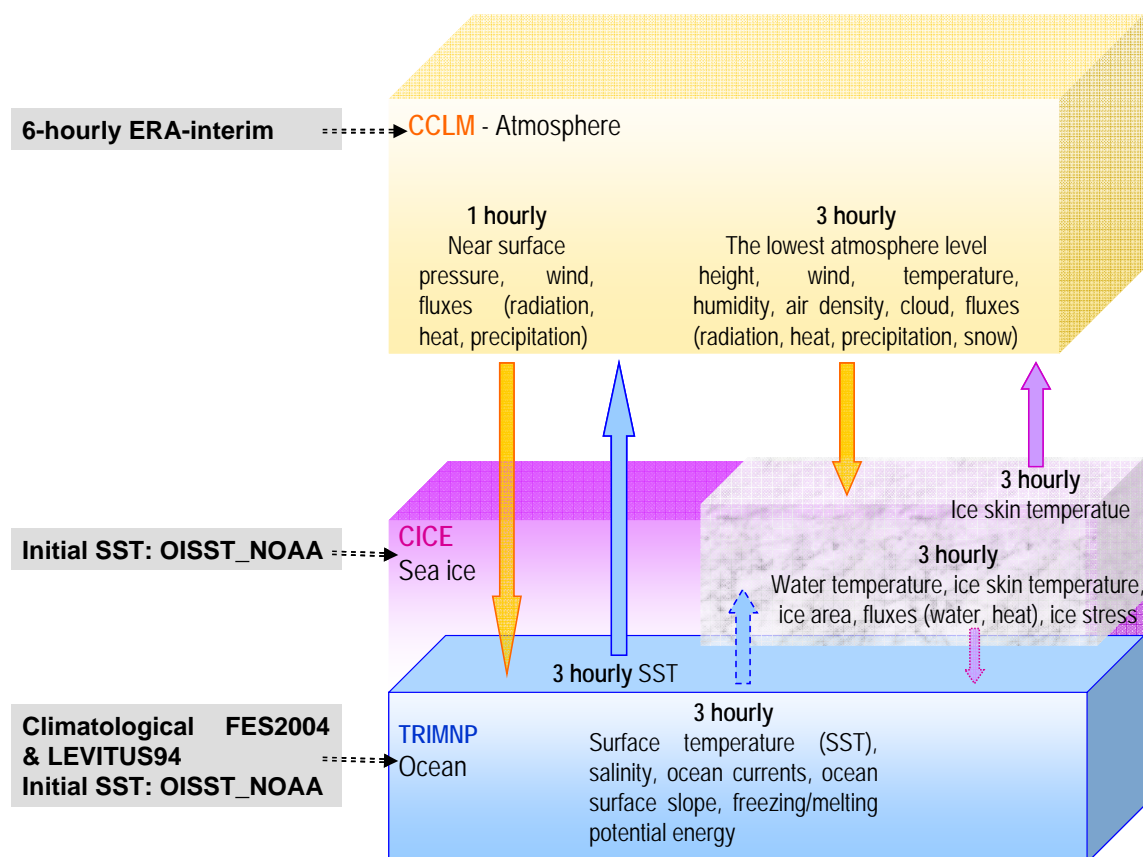 6-hourly ERA-interim
CCLM - Atmosphere
1 hourly
Near surface
pressure, wind,
fluxes (radiation,
heat, precipitation)
3 hourly
The lowest atmosphere level
height, wind, temperature,
humidity, air density, cloud, fluxes
(radiation, heat, precipitation, snow)
3 hourly
Ice skin temperatue
Initial SST: OISST_NOAA
CICE
Sea ice
3 hourly
Water temperature, ice skin temperature,
ice area, fluxes (water, heat), ice stress
3 hourly SST
Climatological FES2004
& LEVITUS94
Initial SST: OISST_NOAA
TRIMNP
Ocean
3 hourly
Surface temperature (SST),
salinity, ocean currents, ocean
surface slope, freezing/melting
potential energy